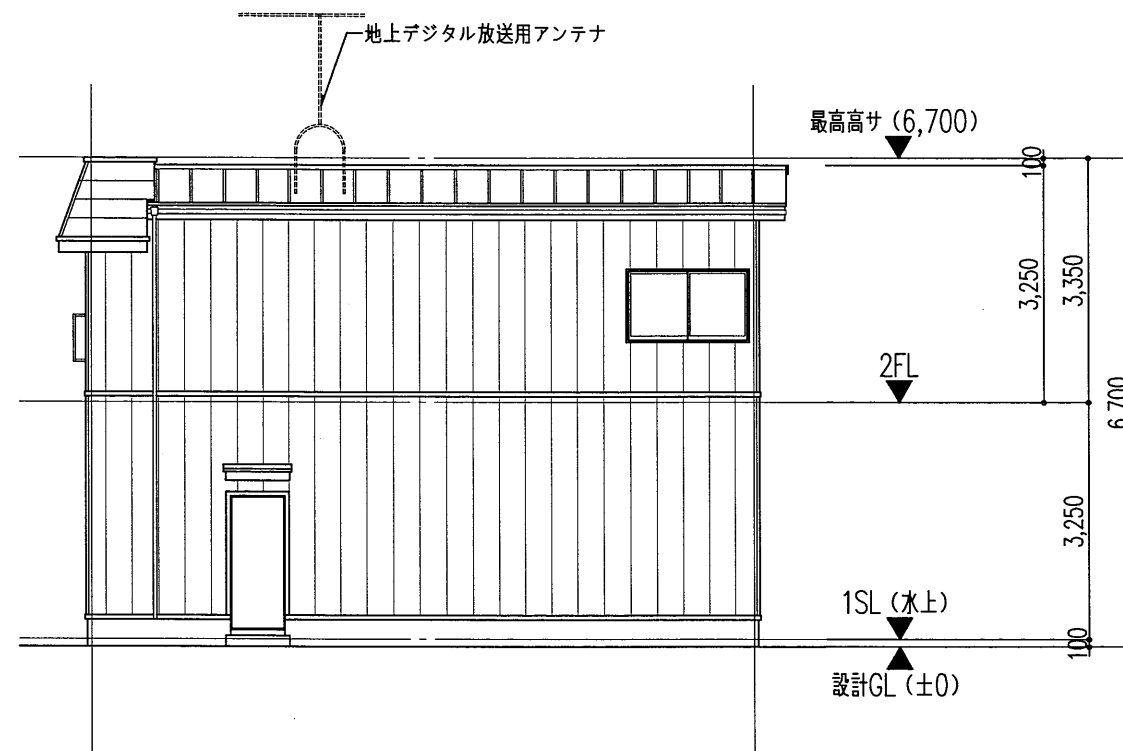 地上デジタル放送用アンテナ
最高高サ (6,700)
100
3,250
3,350
2FL
6,700
3,250
1SL (水上)
100
設計GL (±0)